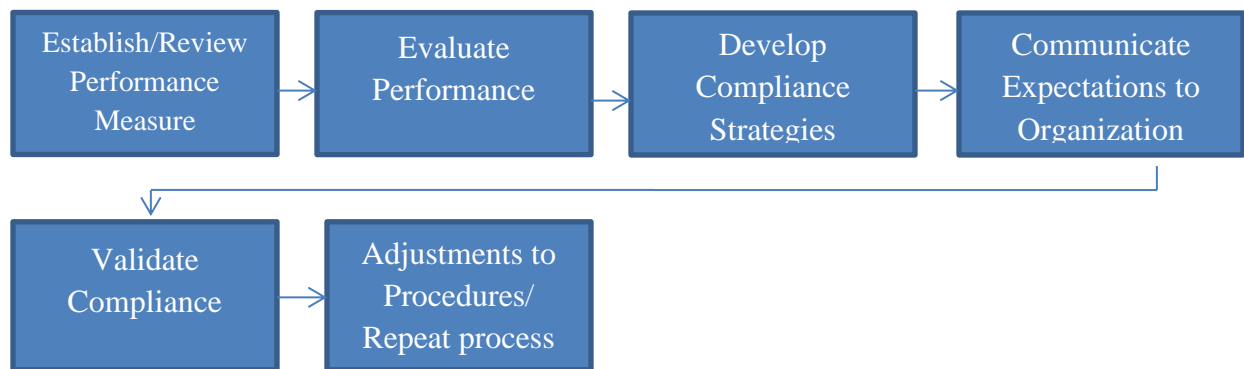 Establish/Review
Performance
Measure
Evaluate
Performance
Develop
Compliance
Strategies
Communicate
Expectations to
Organization
Validate
Compliance
Adjustments to
Procedures/
Repeat process